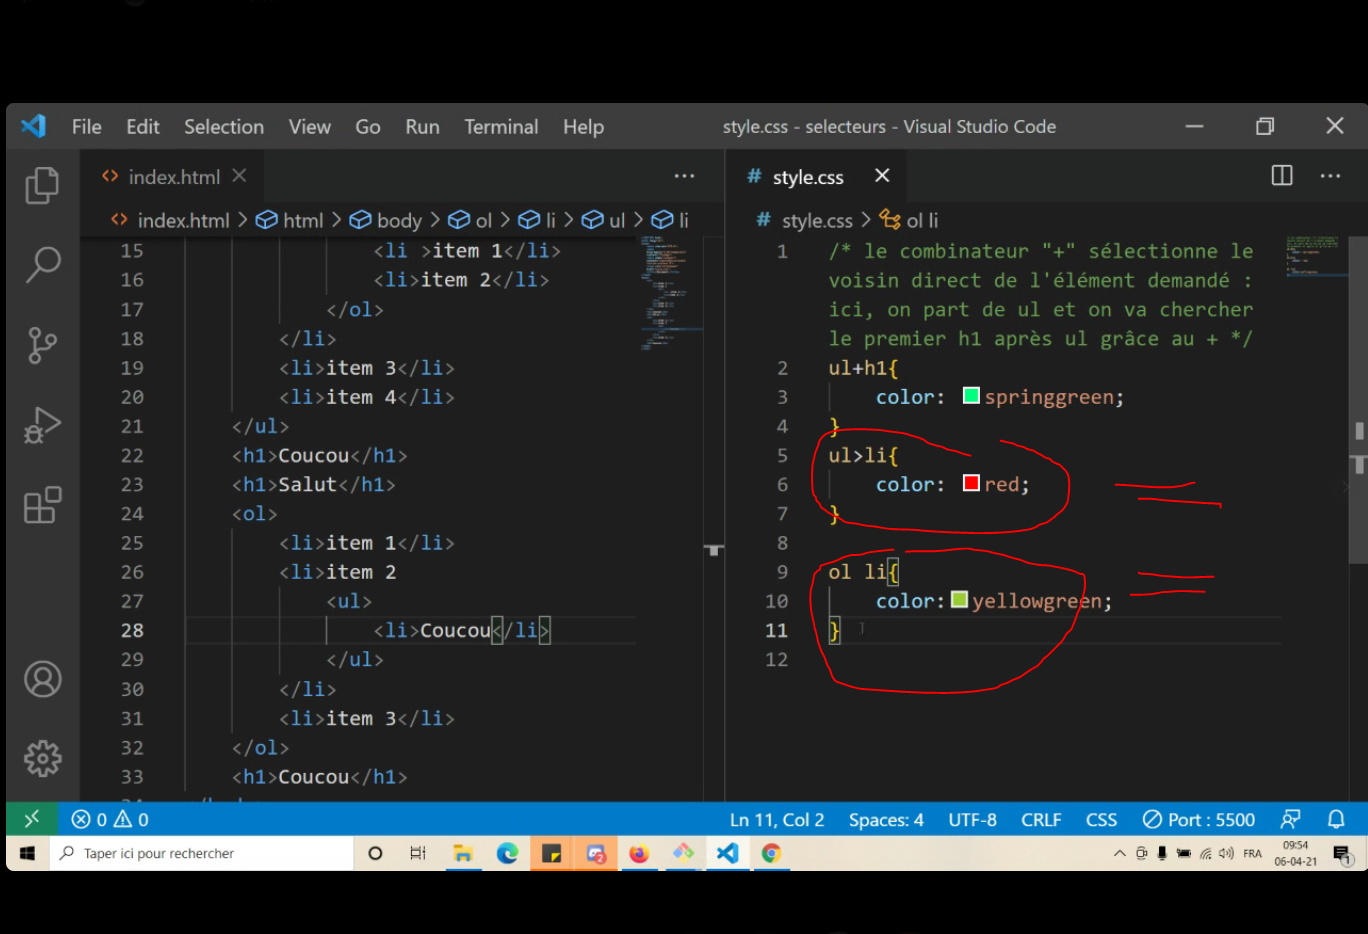 File Edit Selection View Go Run Terminal Help style.css - selecteurs - Visual Studio Code
index.html
index.html > html > body > ol > li > ul > li
15 <li >item 1</li>
16 <li>item 2</li>
17 </ol>
18 </li>
19 <li>item 3</li>
20 <li>item 4</li>
21 </ul>
22 <h1>Coucou</h1>
23 <h1>Salut</h1>
24 <ol>
25 <li>item 1</li>
26 <li>item 2
27 <ul>
28 <li>Coucou</li>
29 </ul>
30 </li>
31 <li>item 3</li>
32 </ol>
33 <h1>Coucou</h1>
# style.css
# style.css > ol li
1 /* le combinateur "+" sélectionne le
voisin direct de l'élément demandé :
ici, on part de ul et on va chercher
le premier h1 après ul grâce au + */
2 ul+h1{
3 color: springgreen;
4 }
5 ul>li{
6 color: red;
7 }
8
9 ol li{
10 color: yellowgreen;
11 }
12
0 0 Ln 11, Col 2 Spaces: 4 UTF-8 CRLF CSS Port : 5500
Taper ici pour rechercher
FRA
09:54
06-04-21
1